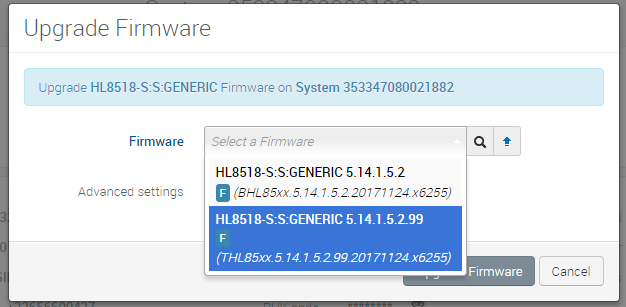 Upgrade Firmware
Upgrade HL8518-S:S:GENERIC Firmware on System 353347080021882
Firmware
Select a Firmware
HL8518-S:S:GENERIC 5.14.1.5.2
F (BHL85xx.5.14.1.5.2.20171124.x6255)
Advanced settings
HL8518-S:S:GENERIC 5.14.1.5.2.99
F
(THL85xx.5.14.1.5.2.99.20171124.x6255)
Firmware
Cancel